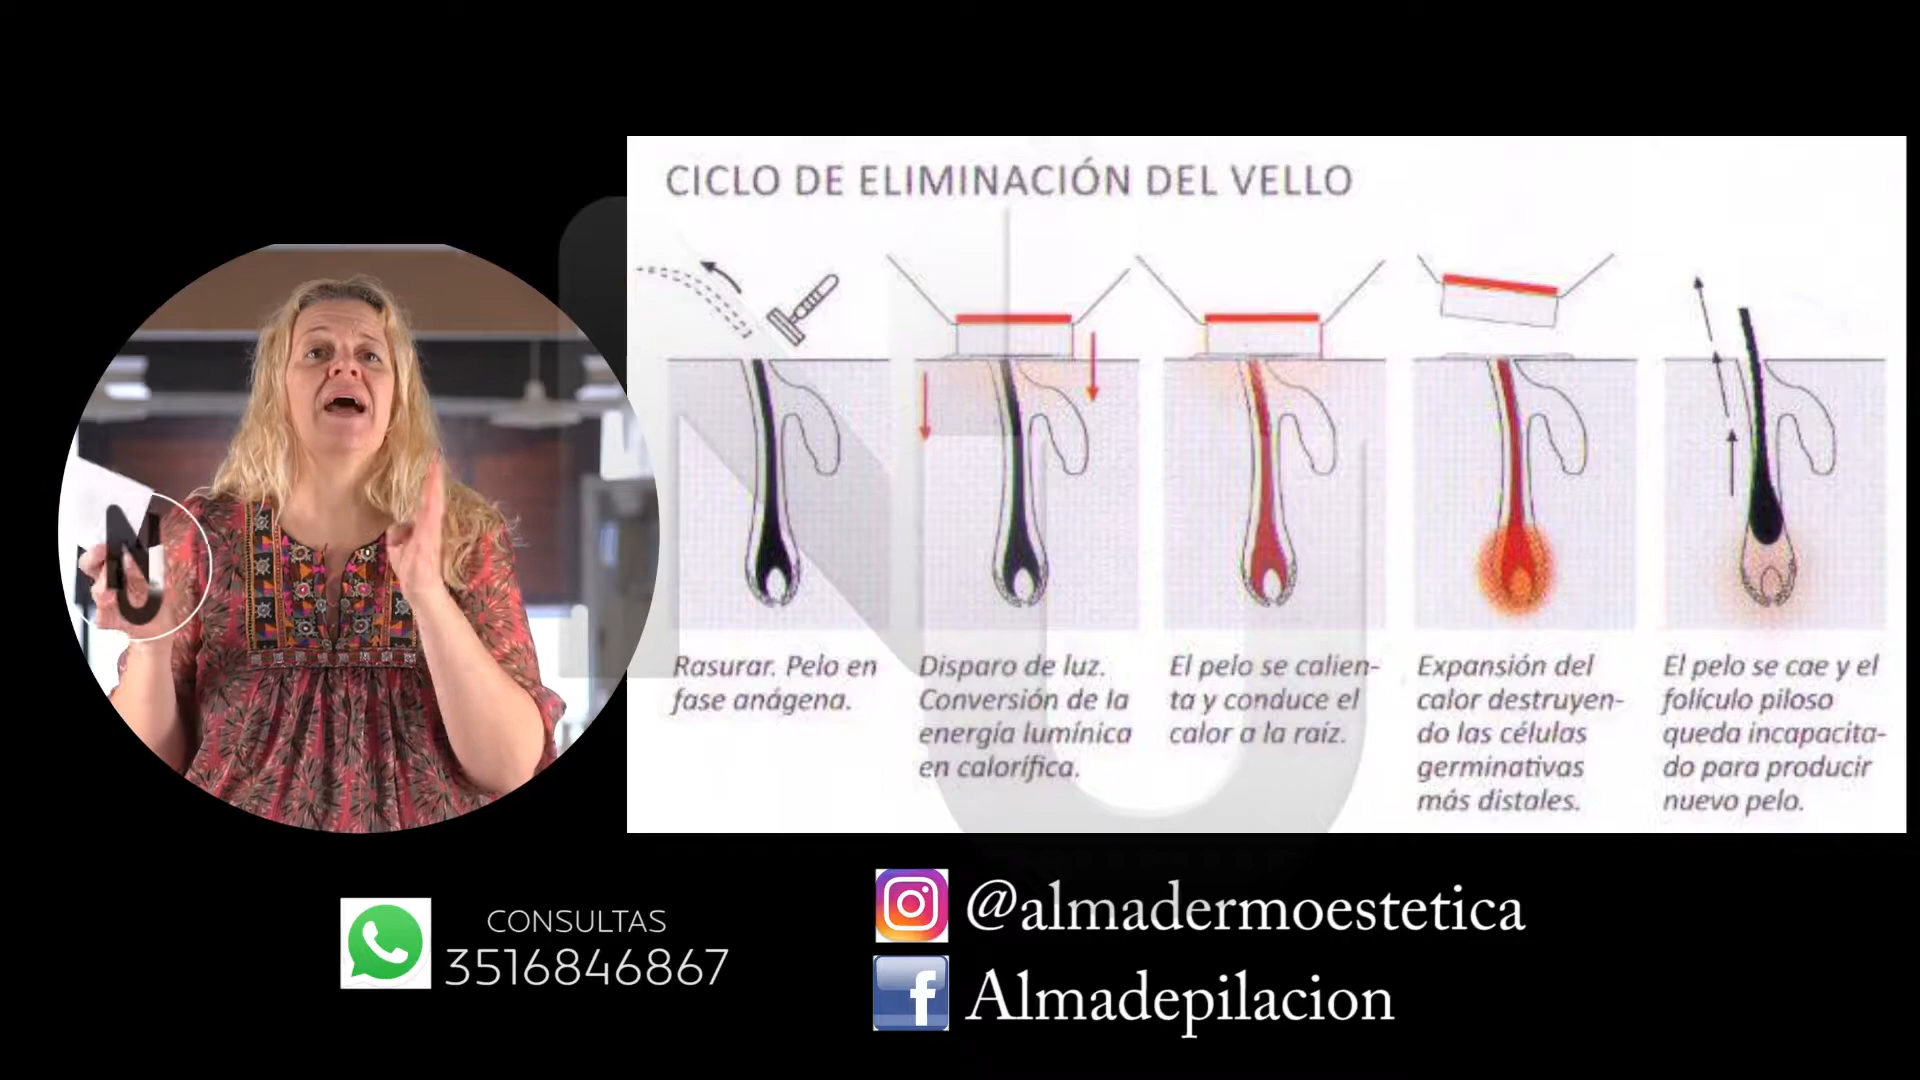 CICLO DE ELIMINACIÓN DEL VELLO
Rasurar. Pelo en
fase anágena.
Disparo de luz.
Conversión de la
energía lumínica
en calorífica.
El pelo se calien-
ta y conduce el
calor a la raíz.
Expansión del
calor destruyen-
do las células
germinativas
más distales.
El pelo se cae y el
folículo piloso
queda incapacita-
do para producir
nuevo pelo.
NU
CONSULTAS
3516846867
@almadermoestetica
Almadepilacion